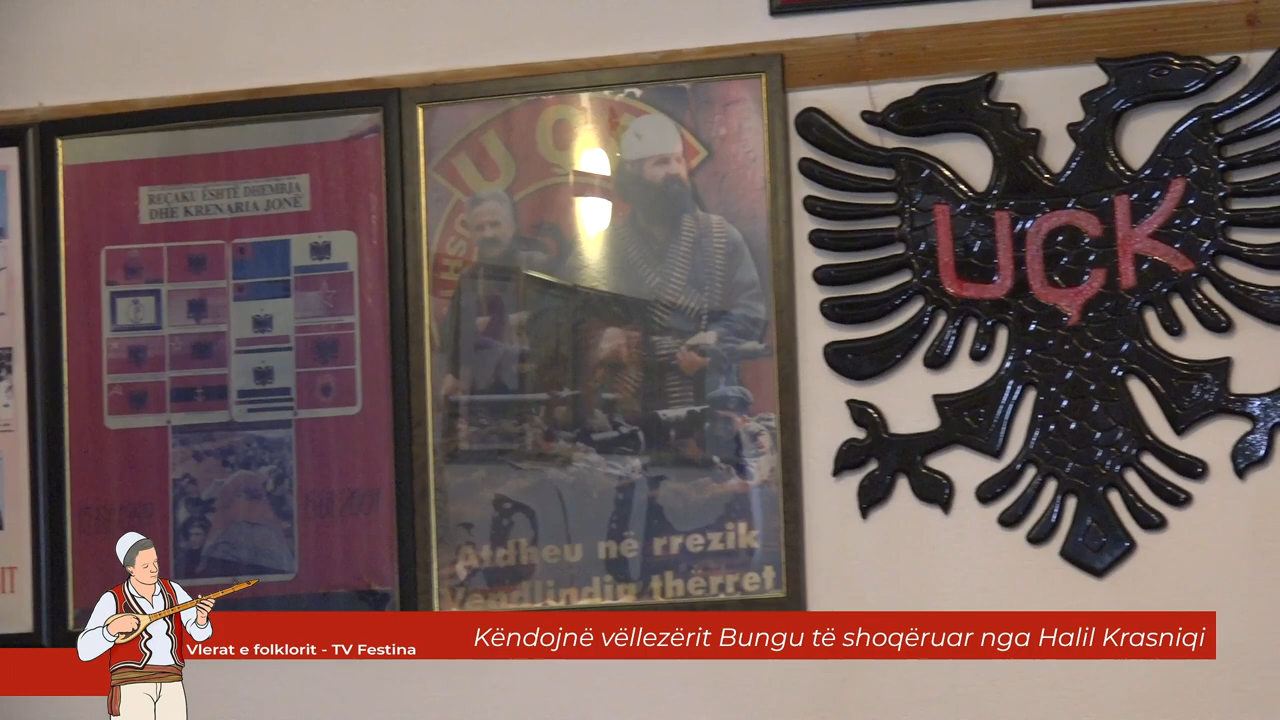 REÇAKU ËSHTË DHEMBJA
DHE KRENARIA JONË
UÇK
Atdheu në rrezik
Vendlindja thërret
UÇK
Vlerat e folklorit - TV Festina
Këndojnë vëllezërit Bungu të shoqëruar nga Halil Krasniqi